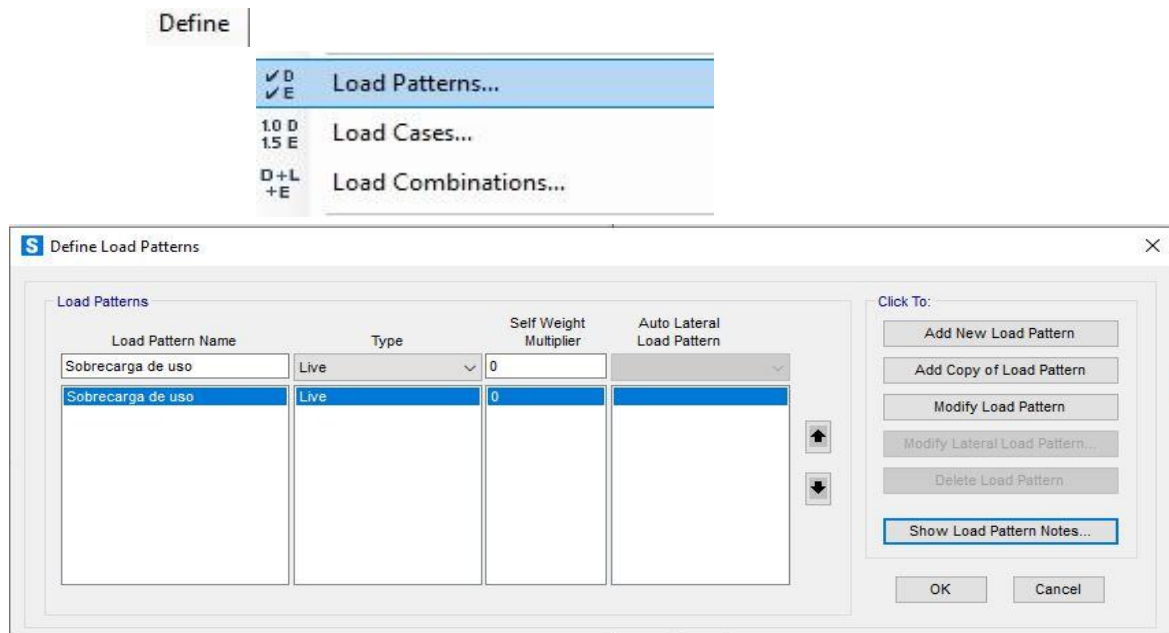 Define
✔ D
✔ E
Load Patterns...
1.0 D
1.5 E
Load Cases...
D+L
+E
Load Combinations...
S Define Load Patterns
Load Patterns
Load Pattern Name
Type
Self Weight
Multiplier
Auto Lateral
Load Pattern
Sobrecarga de uso
Live
0
Sobrecarga de uso
Live
0
Click To:
Add New Load Pattern
Add Copy of Load Pattern
Modify Load Pattern
Modify Lateral Load Pattern...
Delete Load Pattern
Show Load Pattern Notes...
OK
Cancel